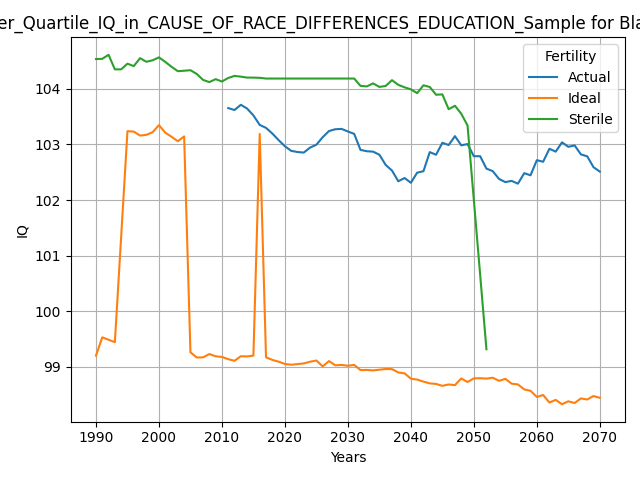 er_Quartile_IQ_in_CAUSE_OF_RACE_DIFFERENCES_EDUCATION_Sample for Bla
Fertility
Actual
Ideal
Sterile
104
103
102
101
100
99
IQ
1990 2000 2010 2020 2030 2040 2050 2060 2070
Years